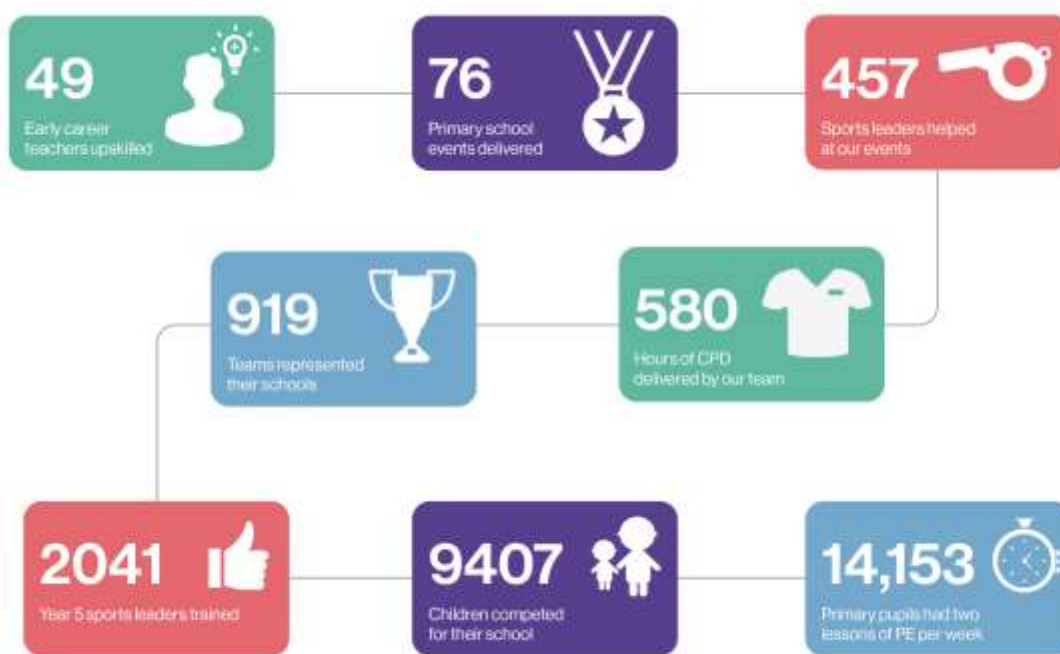 49
Early career
teachers upskilled
76
Primary school
events delivered
457
Sports leaders helped
at our events
919
Teams represented
their schools
580
Hours of CPD
delivered by our team
2041
Year 5 sports leaders trained
9407
Children competed
for their school
14,153
Primary pupils had two
lessons of PE per week